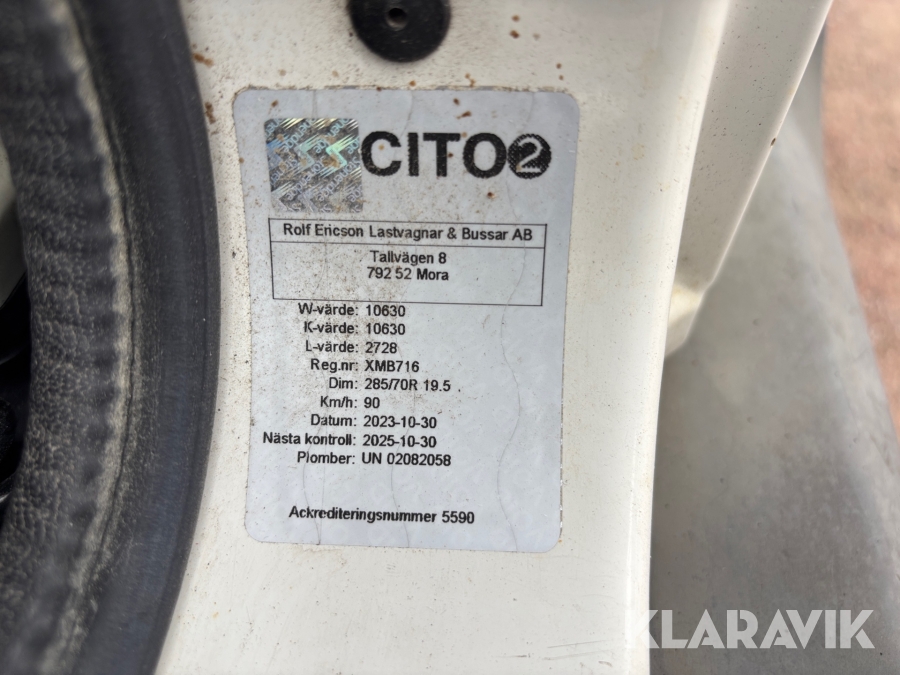 CITO2
Rolf Ericson Lastvagnar & Bussar AB
Tallvägen 8
792 52 Mora
W-värde: 10630
K-värde: 10630
L-värde: 2728
Reg.nr: XMB716
Dim: 285/70R 19.5
Km/h: 90
Datum: 2023-10-30
Nästa kontroll: 2025-10-30
Plomber: UN 02082058
Ackrediteringsnummer 5590
KLARAVIK